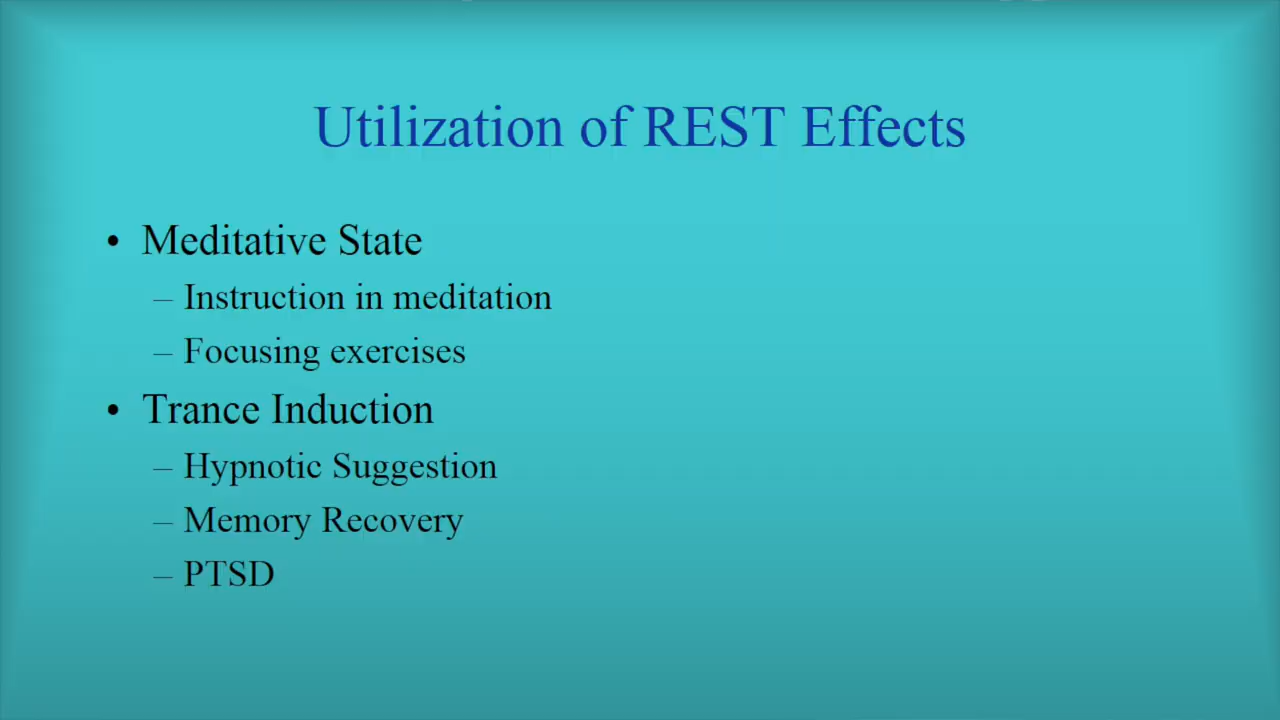 Utilization of REST Effects
• Meditative State
– Instruction in meditation
– Focusing exercises
• Trance Induction
– Hypnotic Suggestion
– Memory Recovery
– PTSD